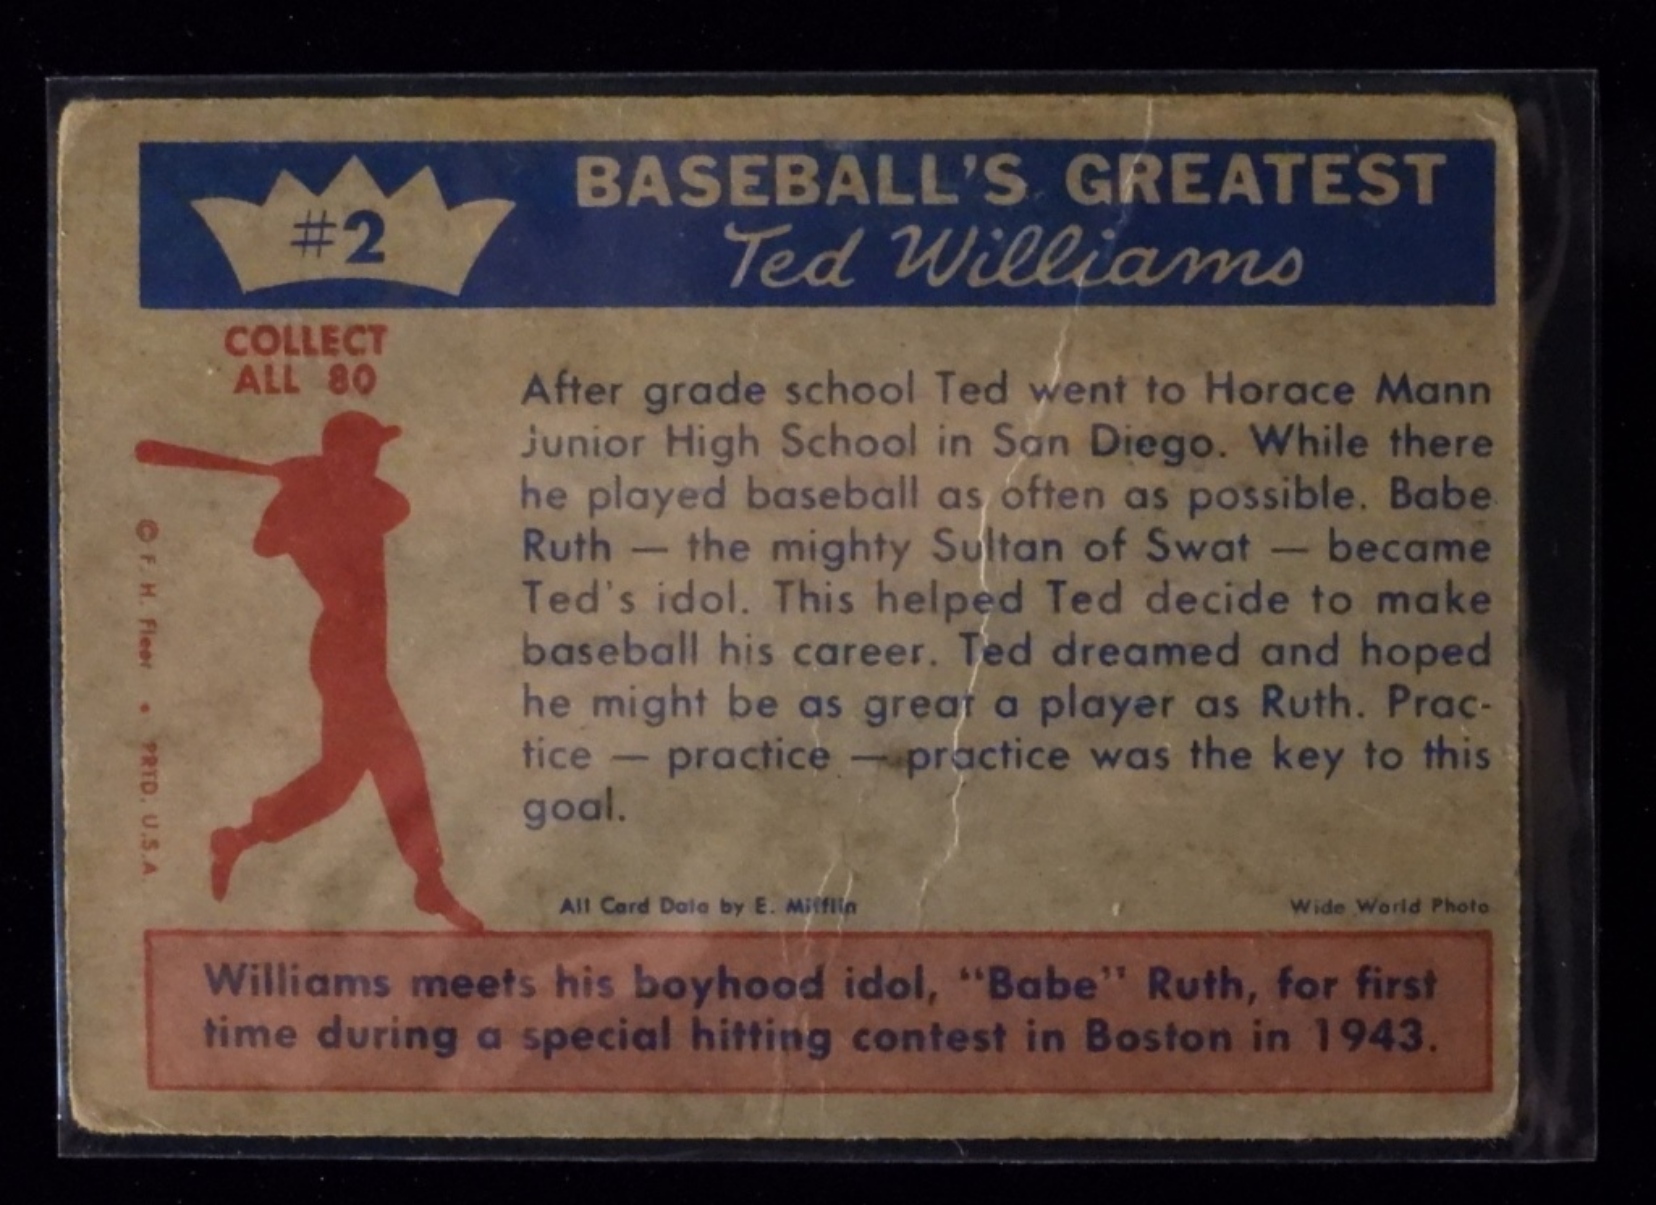 #2
BASEBALL'S GREATEST
Ted Williams
COLLECT
ALL 80
After grade school Ted went to Horace Mann
Junior High School in San Diego. While there
he played baseball as often as possible. Babe
Ruth — the mighty Sultan of Swat — became
Ted's idol. This helped Ted decide to make
baseball his career. Ted dreamed and hoped
he might be as great a player as Ruth. Prac-
tice — practice — practice was the key to this
goal.
© F. H. Fleer • PRTD. U.S.A.
All Card Data by E. Mifflin
Wide World Photo
Williams meets his boyhood idol, "Babe" Ruth, for first
time during a special hitting contest in Boston in 1943.